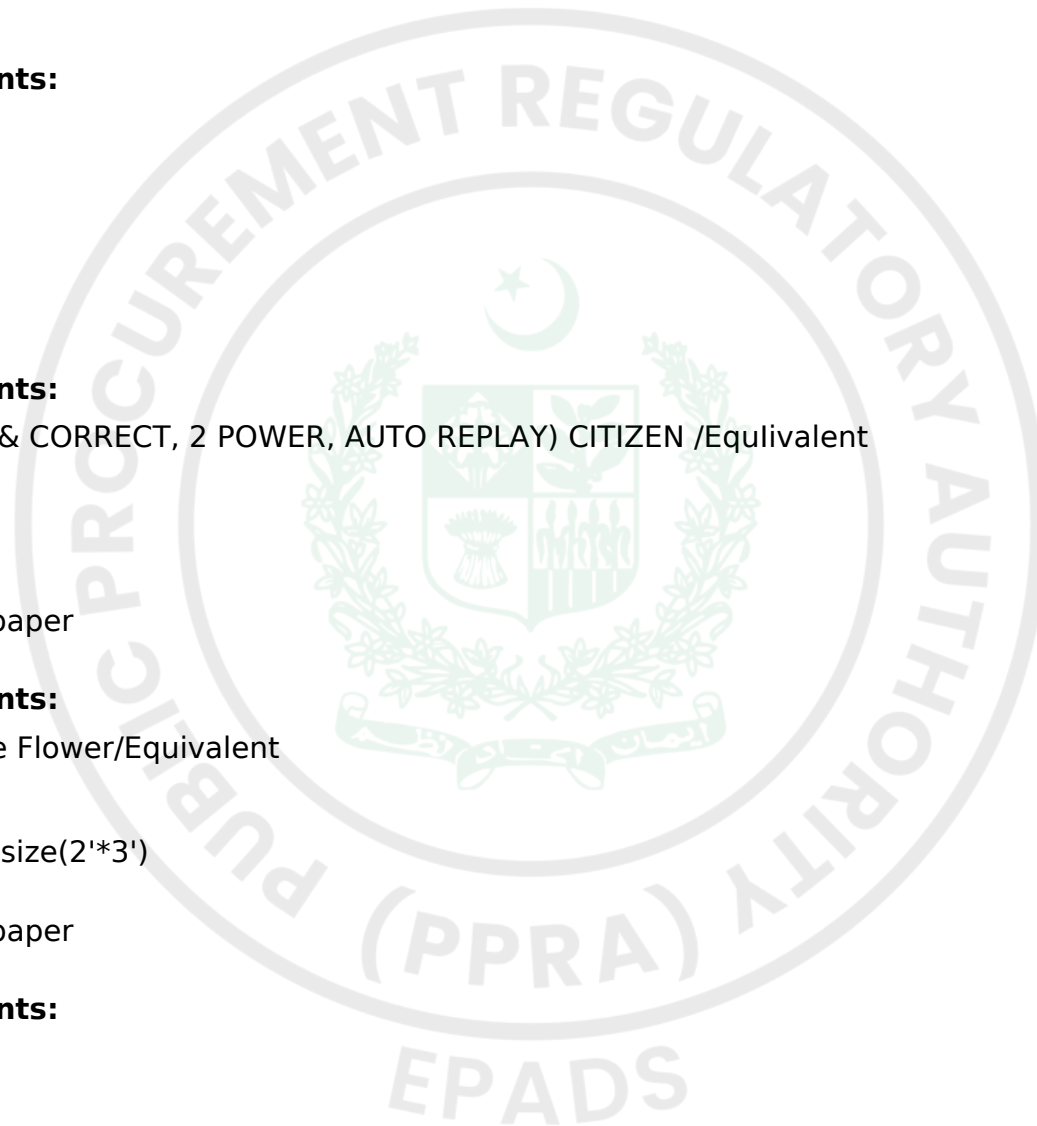 nts:
nts:
& CORRECT, 2 POWER, AUTO REPLAY) CITIZEN /EquIivalent
paper
nts:
e Flower/Equivalent
size(2'*3')
paper
nts:
PUBLIC PROCUREMENT REGULATORY AUTHORITY
(PPRA)
EPADS